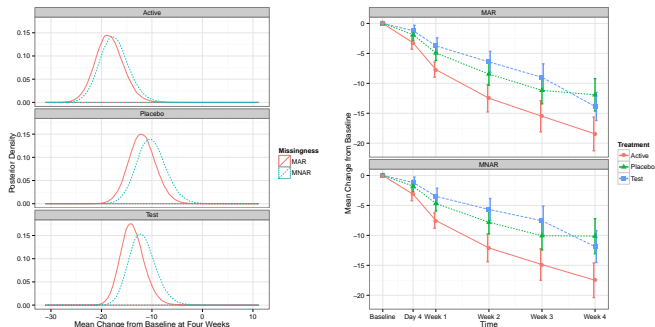 Active
0.15
0.10
0.05
0.00
Placebo
0.15
0.10
0.05
0.00
Test
0.15
0.10
0.05
0.00
−30
−20
−10
0
10
Mean Change from Baseline at Four Weeks
Posterior Density
Missingness
MAR
MNAR
MAR
0
−5
−10
−15
−20
MNAR
0
−5
−10
−15
−20
Baseline
Day 4
Week 1
Week 2
Week 3
Week 4
Time
Mean Change from Baseline
Treatment
Active
Placebo
Test